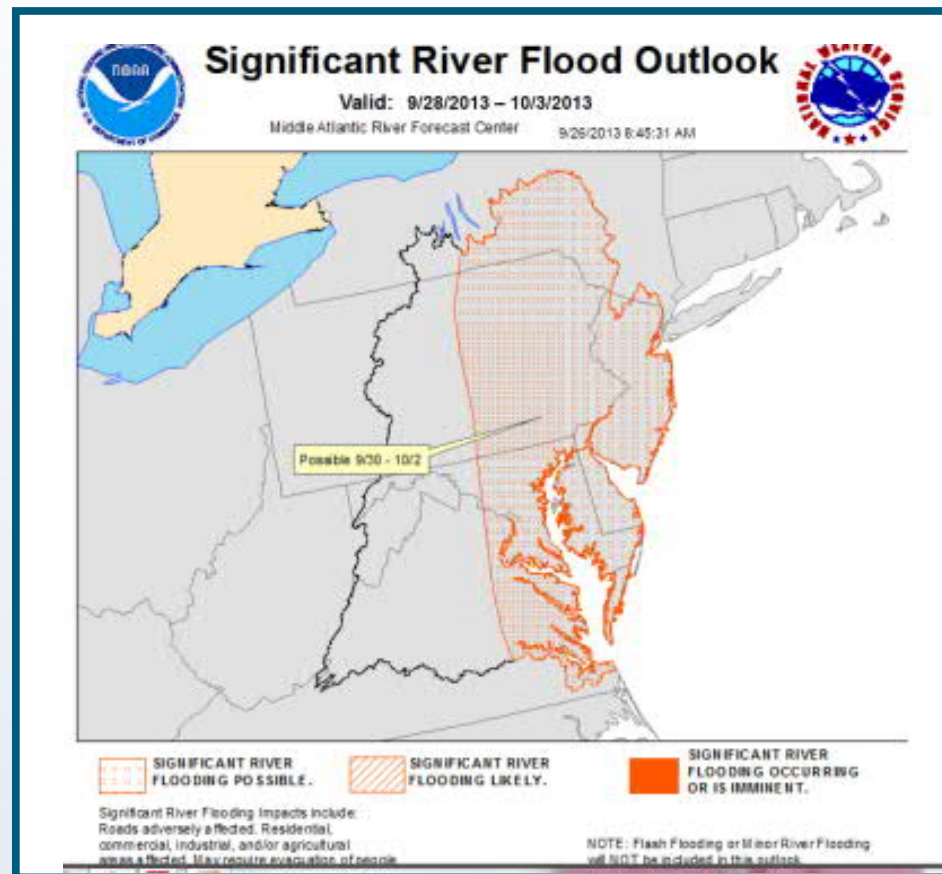 NOAA
Significant River Flood Outlook
Valid: 9/28/2013 – 10/3/2013
Middle Atlantic River Forecast Center
9/26/2013 8:45:31 AM
NATIONAL WEATHER SERVICE
Possible 9/30 - 10/2
SIGNIFICANT RIVER
FLOODING POSSIBLE.
SIGNIFICANT RIVER
FLOODING LIKELY.
SIGNIFICANT RIVER
FLOODING OCCURRING
OR IS IMMINENT.
Significant River Flooding Impacts include:
Roads adversely affected. Residential,
commercial, industrial, and/or agricultural
areas affected. May require evacuation of people
NOTE: Flash Flooding or Minor River Flooding
will NOT be included in this outlook.